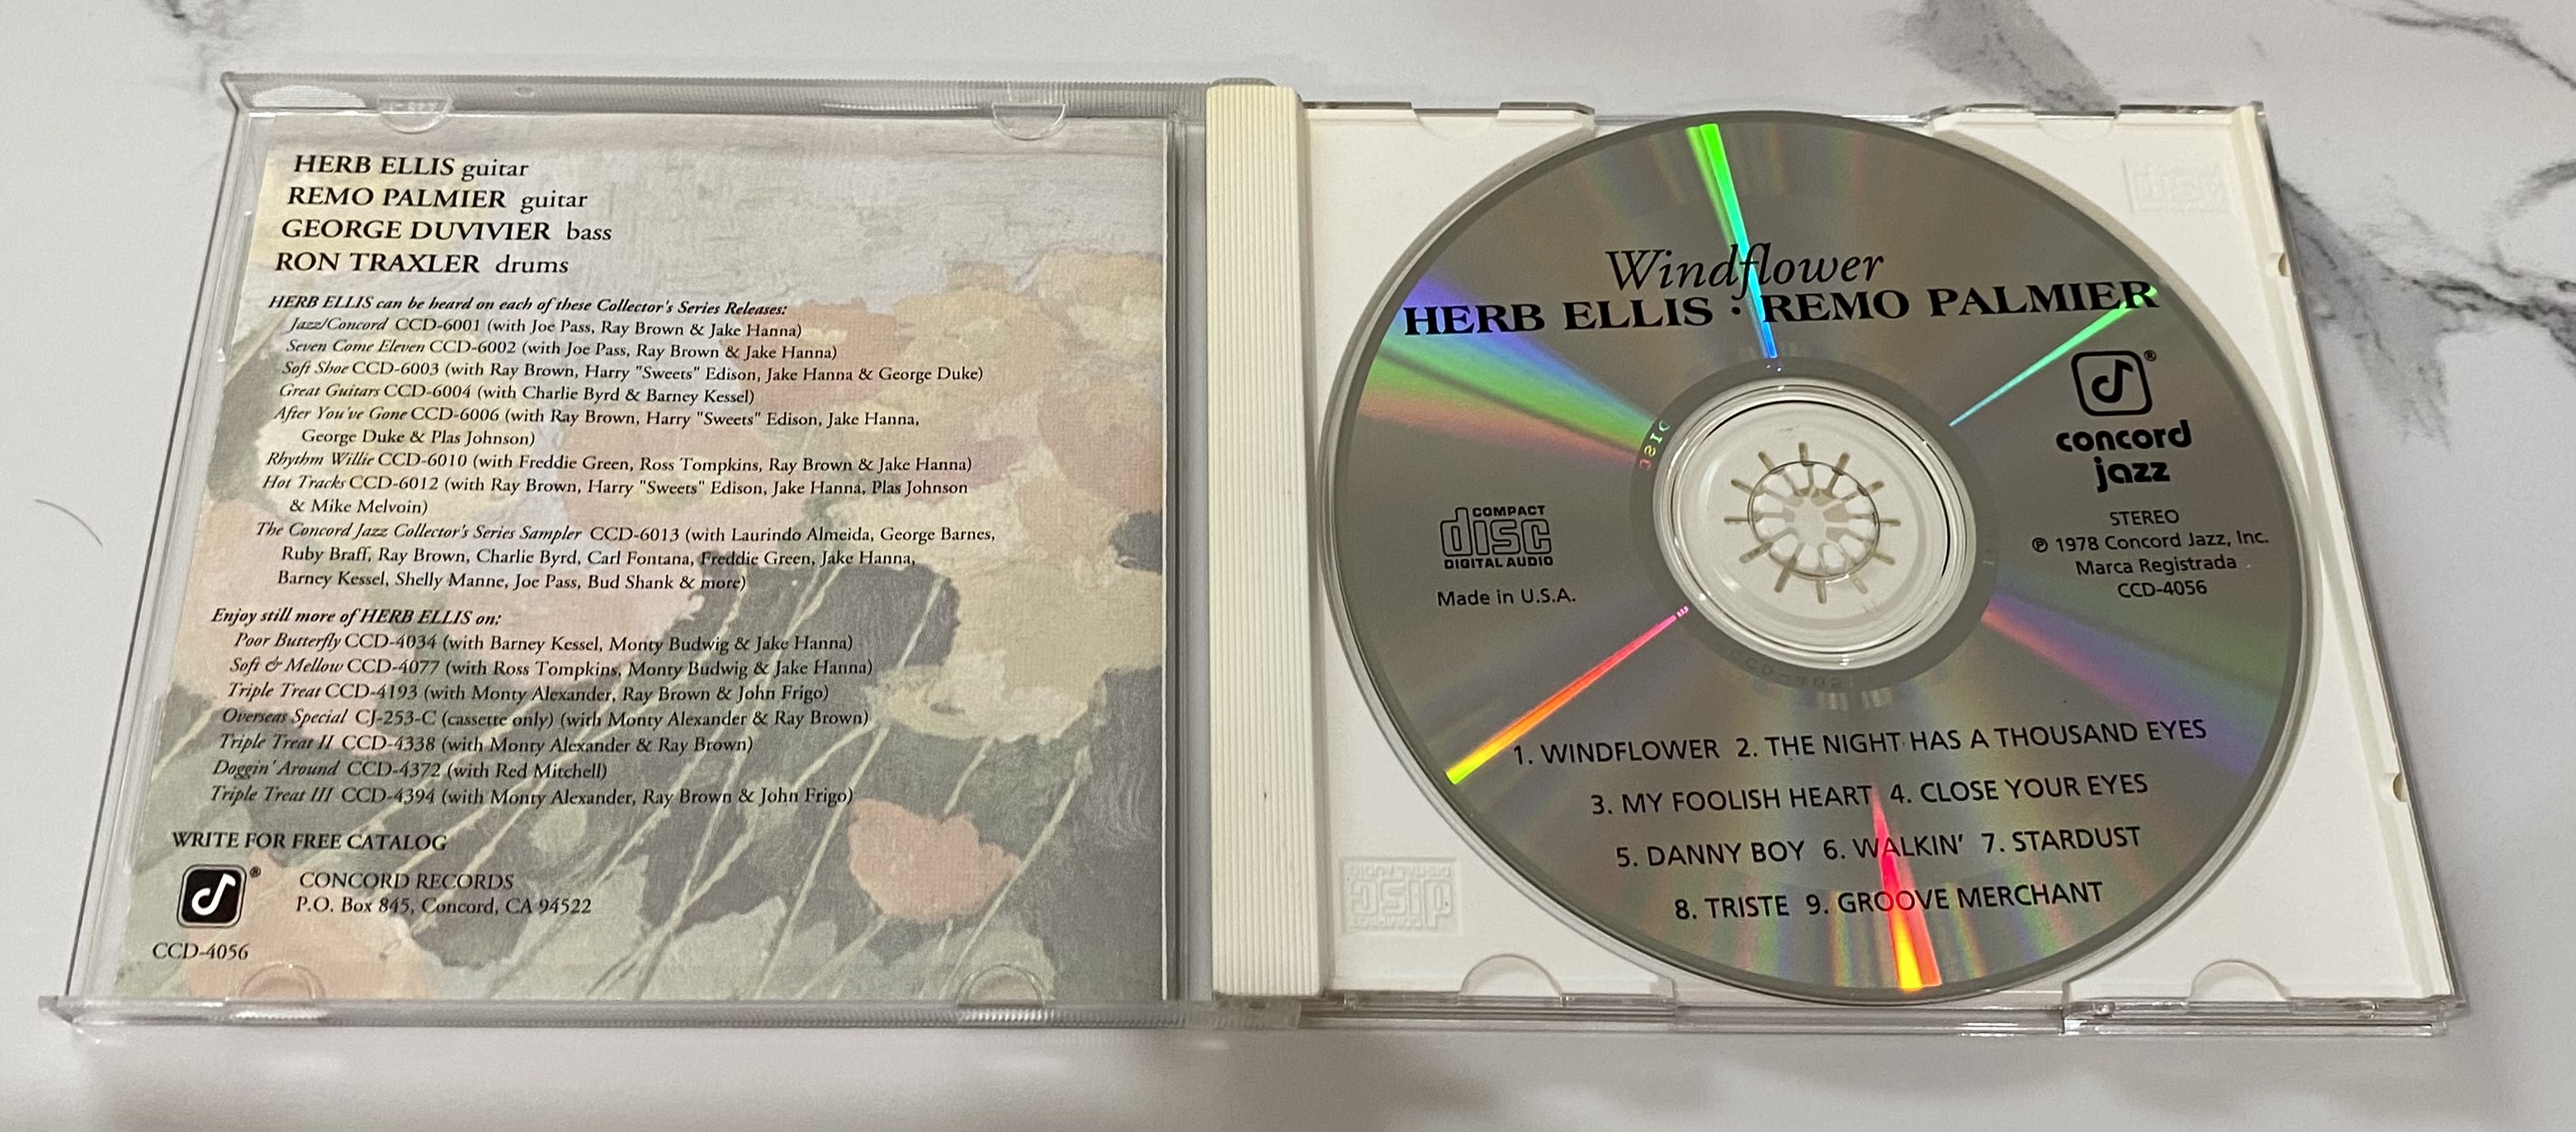 HERB ELLIS guitar
REMO PALMIER guitar
GEORGE DUVIVIER bass
RON TRAXLER drums
HERB ELLIS can be heard on each of these Collector's Series Releases:
Jazz/Concord CCD-6001 (with Joe Pass, Ray Brown & Jake Hanna)
Seven Come Eleven CCD-6002 (with Joe Pass, Ray Brown & Jake Hanna)
Soft Shoe CCD-6003 (with Ray Brown, Harry "Sweets" Edison, Jake Hanna & George Duke)
Great Guitars CCD-6004 (with Charlie Byrd & Barney Kessel)
After You've Gone CCD-6006 (with Ray Brown, Harry "Sweets" Edison, Jake Hanna,
George Duke & Plas Johnson)
Rhythm Willie CCD-6010 (with Freddie Green, Ross Tompkins, Ray Brown & Jake Hanna)
Hot Tracks CCD-6012 (with Ray Brown, Harry "Sweets" Edison, Jake Hanna, Plas Johnson
& Mike Melvoin)
The Concord Jazz Collector's Series Sampler CCD-6013 (with Laurindo Almeida, George Barnes,
Ruby Braff, Ray Brown, Charlie Byrd, Carl Fontana, Freddie Green, Jake Hanna,
Barney Kessel, Shelly Manne, Joe Pass, Bud Shank & more)
Enjoy still more of HERB ELLIS on:
Poor Butterfly CCD-4034 (with Barney Kessel, Monty Budwig & Jake Hanna)
Soft & Mellow CCD-4077 (with Ross Tompkins, Monty Budwig & Jake Hanna)
Triple Treat CCD-4193 (with Monty Alexander, Ray Brown & John Frigo)
Overseas Special CJ-253-C (cassette only) (with Monty Alexander & Ray Brown)
Triple Treat II CCD-4338 (with Monty Alexander & Ray Brown)
Doggin' Around CCD-4372 (with Red Mitchell)
Triple Treat III CCD-4394 (with Monty Alexander, Ray Brown & John Frigo)
WRITE FOR FREE CATALOG
®
CONCORD RECORDS
P.O. Box 845, Concord, CA 94522
CCD-4056
Windflower
HERB ELLIS · REMO PALMIER
®
concord
jazz
COMPACT
disc
DIGITAL AUDIO
Made in U.S.A.
STEREO
℗ 1978 Concord Jazz, Inc.
Marca Registrada
CCD-4056
1. WINDFLOWER 2. THE NIGHT HAS A THOUSAND EYES
3. MY FOOLISH HEART 4. CLOSE YOUR EYES
5. DANNY BOY 6. WALKIN' 7. STARDUST
8. TRISTE 9. GROOVE MERCHANT